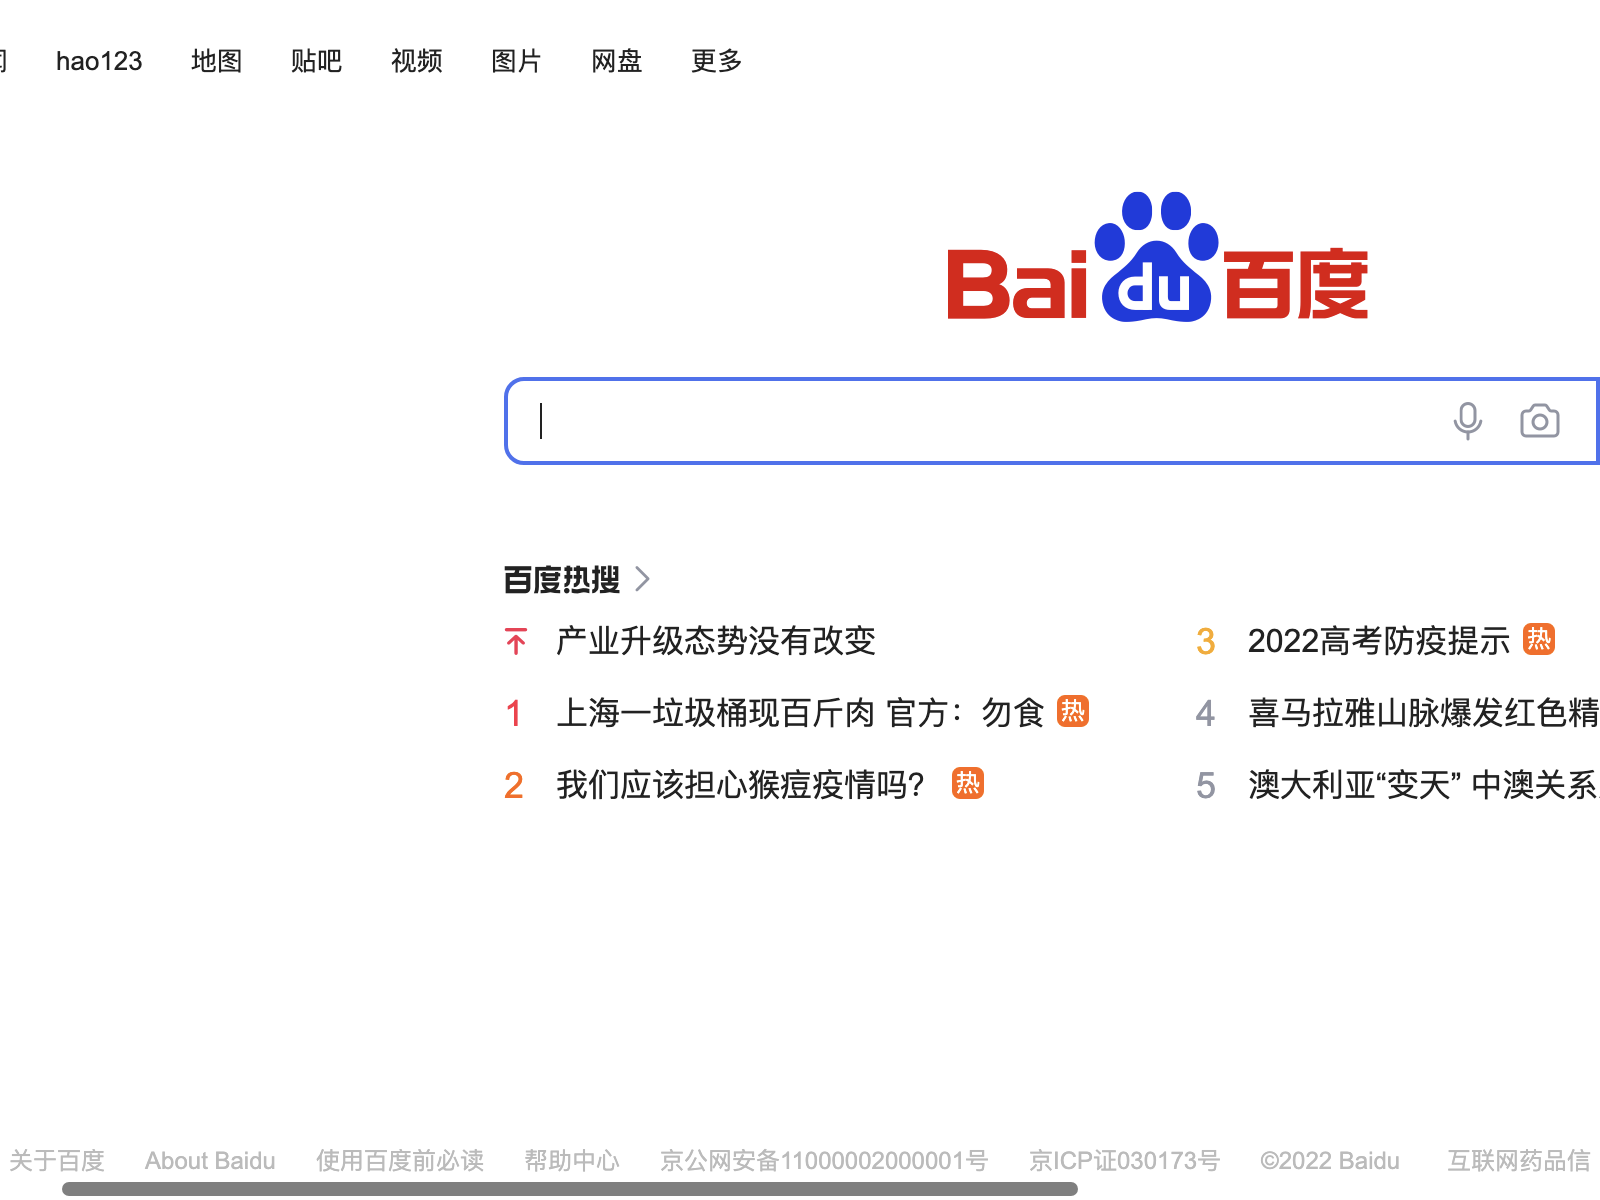 hao123 地图 贴吧 视频 图片 网盘 更多
Baidu百度
百度热搜
产业升级态势没有改变
3 2022高考防疫提示 热
1 上海一垃圾桶现百斤肉 官方：勿食 热
4 喜马拉雅山脉爆发红色精
2 我们应该担心猴痘疫情吗？ 热
5 澳大利亚“变天” 中澳关系
关于百度 About Baidu 使用百度前必读 帮助中心 京公网安备11000002000001号 京ICP证030173号 ©2022 Baidu 互联网药品信